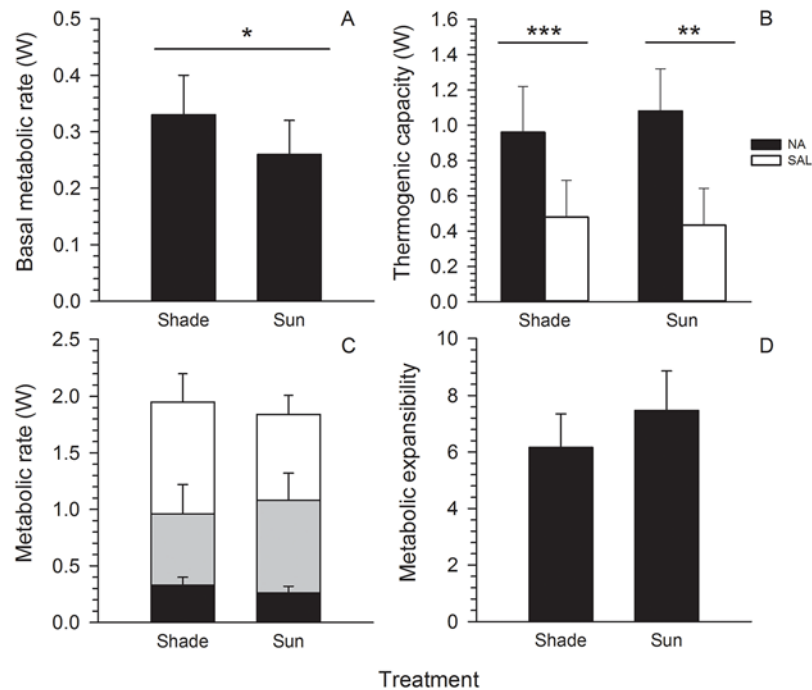 A
*
Basal metabolic rate (W)
0.5
0.4
0.3
0.2
0.1
0.0
Shade
Sun
B
***
**
Thermogenic capacity (W)
1.6
1.4
1.2
1.0
0.8
0.6
0.4
0.2
0.0
Shade
Sun
NA
SAL
C
Metabolic rate (W)
2.5
2.0
1.5
1.0
0.5
0.0
Shade
Sun
D
Metabolic expansibility
10
8
6
4
2
0
Shade
Sun
Treatment